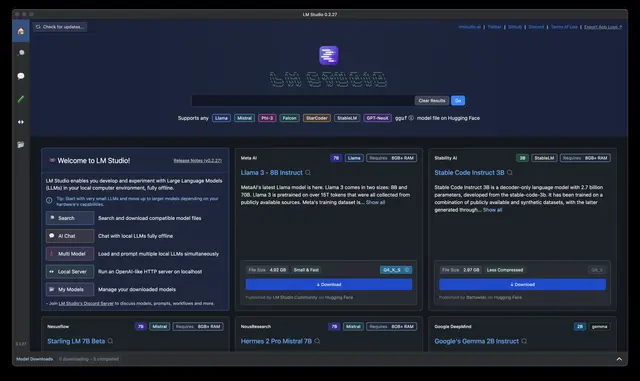 LM Studio 0.2.27
Check for updates...
lmstudio.ai | Twitter | Github | Discord | Terms of Use | Export App Logs
LM STUDIO
Clear Results
Go
Supports any Llama Mistral Phi-3 Falcon StarCoder StableLM GPT-NeoX gguf model file on Hugging Face
Welcome to LM Studio!
Release Notes (v0.2.27)
LM Studio enables you to develop and experiment with Large Language Models
(LLMs) in your local computer environment, fully offline.
Tip: Start with very small LLMs and move up to larger models depending on your
hardware's capabilities.
Search
Search and download compatible model files
AI Chat
Chat with local LLMs fully offline
Multi Model
Load and prompt multiple local LLMs simultaneously
Local Server
Run an OpenAI-like HTTP server on localhost
My Models
Manage your downloaded models
- Join LM Studio's Discord Server to discuss models, prompts, workflows and more.
Meta AI
7B
Llama
Requires 8GB+ RAM
Llama 3 - 8B Instruct
MetaAI's latest Llama model is here. Llama 3 comes in two sizes: 8B and
70B. Llama 3 is pretrained on over 15T tokens that were all collected from
publicly available sources. Meta's training dataset is... Show all
File Size 4.92 GB Small & Fast
↓ Download
Published by LM Studio Community on Hugging Face
Stability AI
3B
StableLM
Requires 8GB+ RAM
Stable Code Instruct 3B
Stable Code Instruct 3B is a decoder-only language model with 2.7 billion
parameters, developed from the stable-code-3b. It has been trained on a
combination of publicly available and synthetic datasets, with the latter
generated through... Show all
File Size 2.97 GB Less Compressed
↓ Download
Published by Bartowski on Hugging Face
Nexusflow
7B
Mistral
Requires 8GB+ RAM
Starling LM 7B Beta
NousResearch
7B
Mistral
Requires 8GB+ RAM
Hermes 2 Pro Mistral 7B
Google DeepMind
2B
gemma
Google's Gemma 2B Instruct
0.2.27
Model Downloads 0 downloading – 0 completed